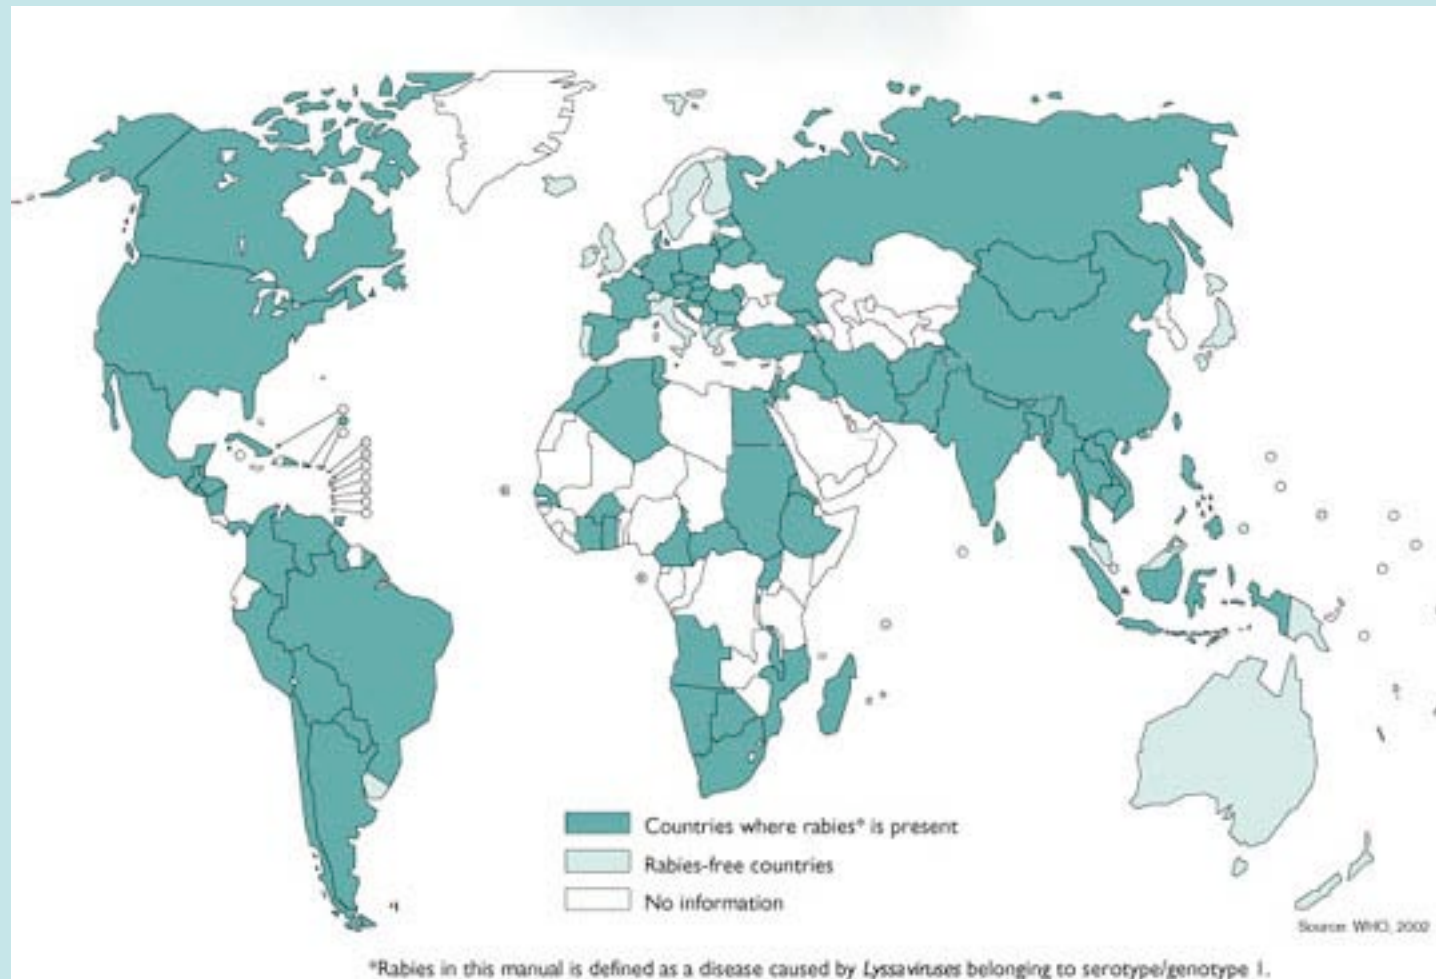 Countries where rabies* is present
Rabies-free countries
No information
Source: WHO, 2002
*Rabies in this manual is defined as a disease caused by Lyssaviruses belonging to serotype/genotype 1.